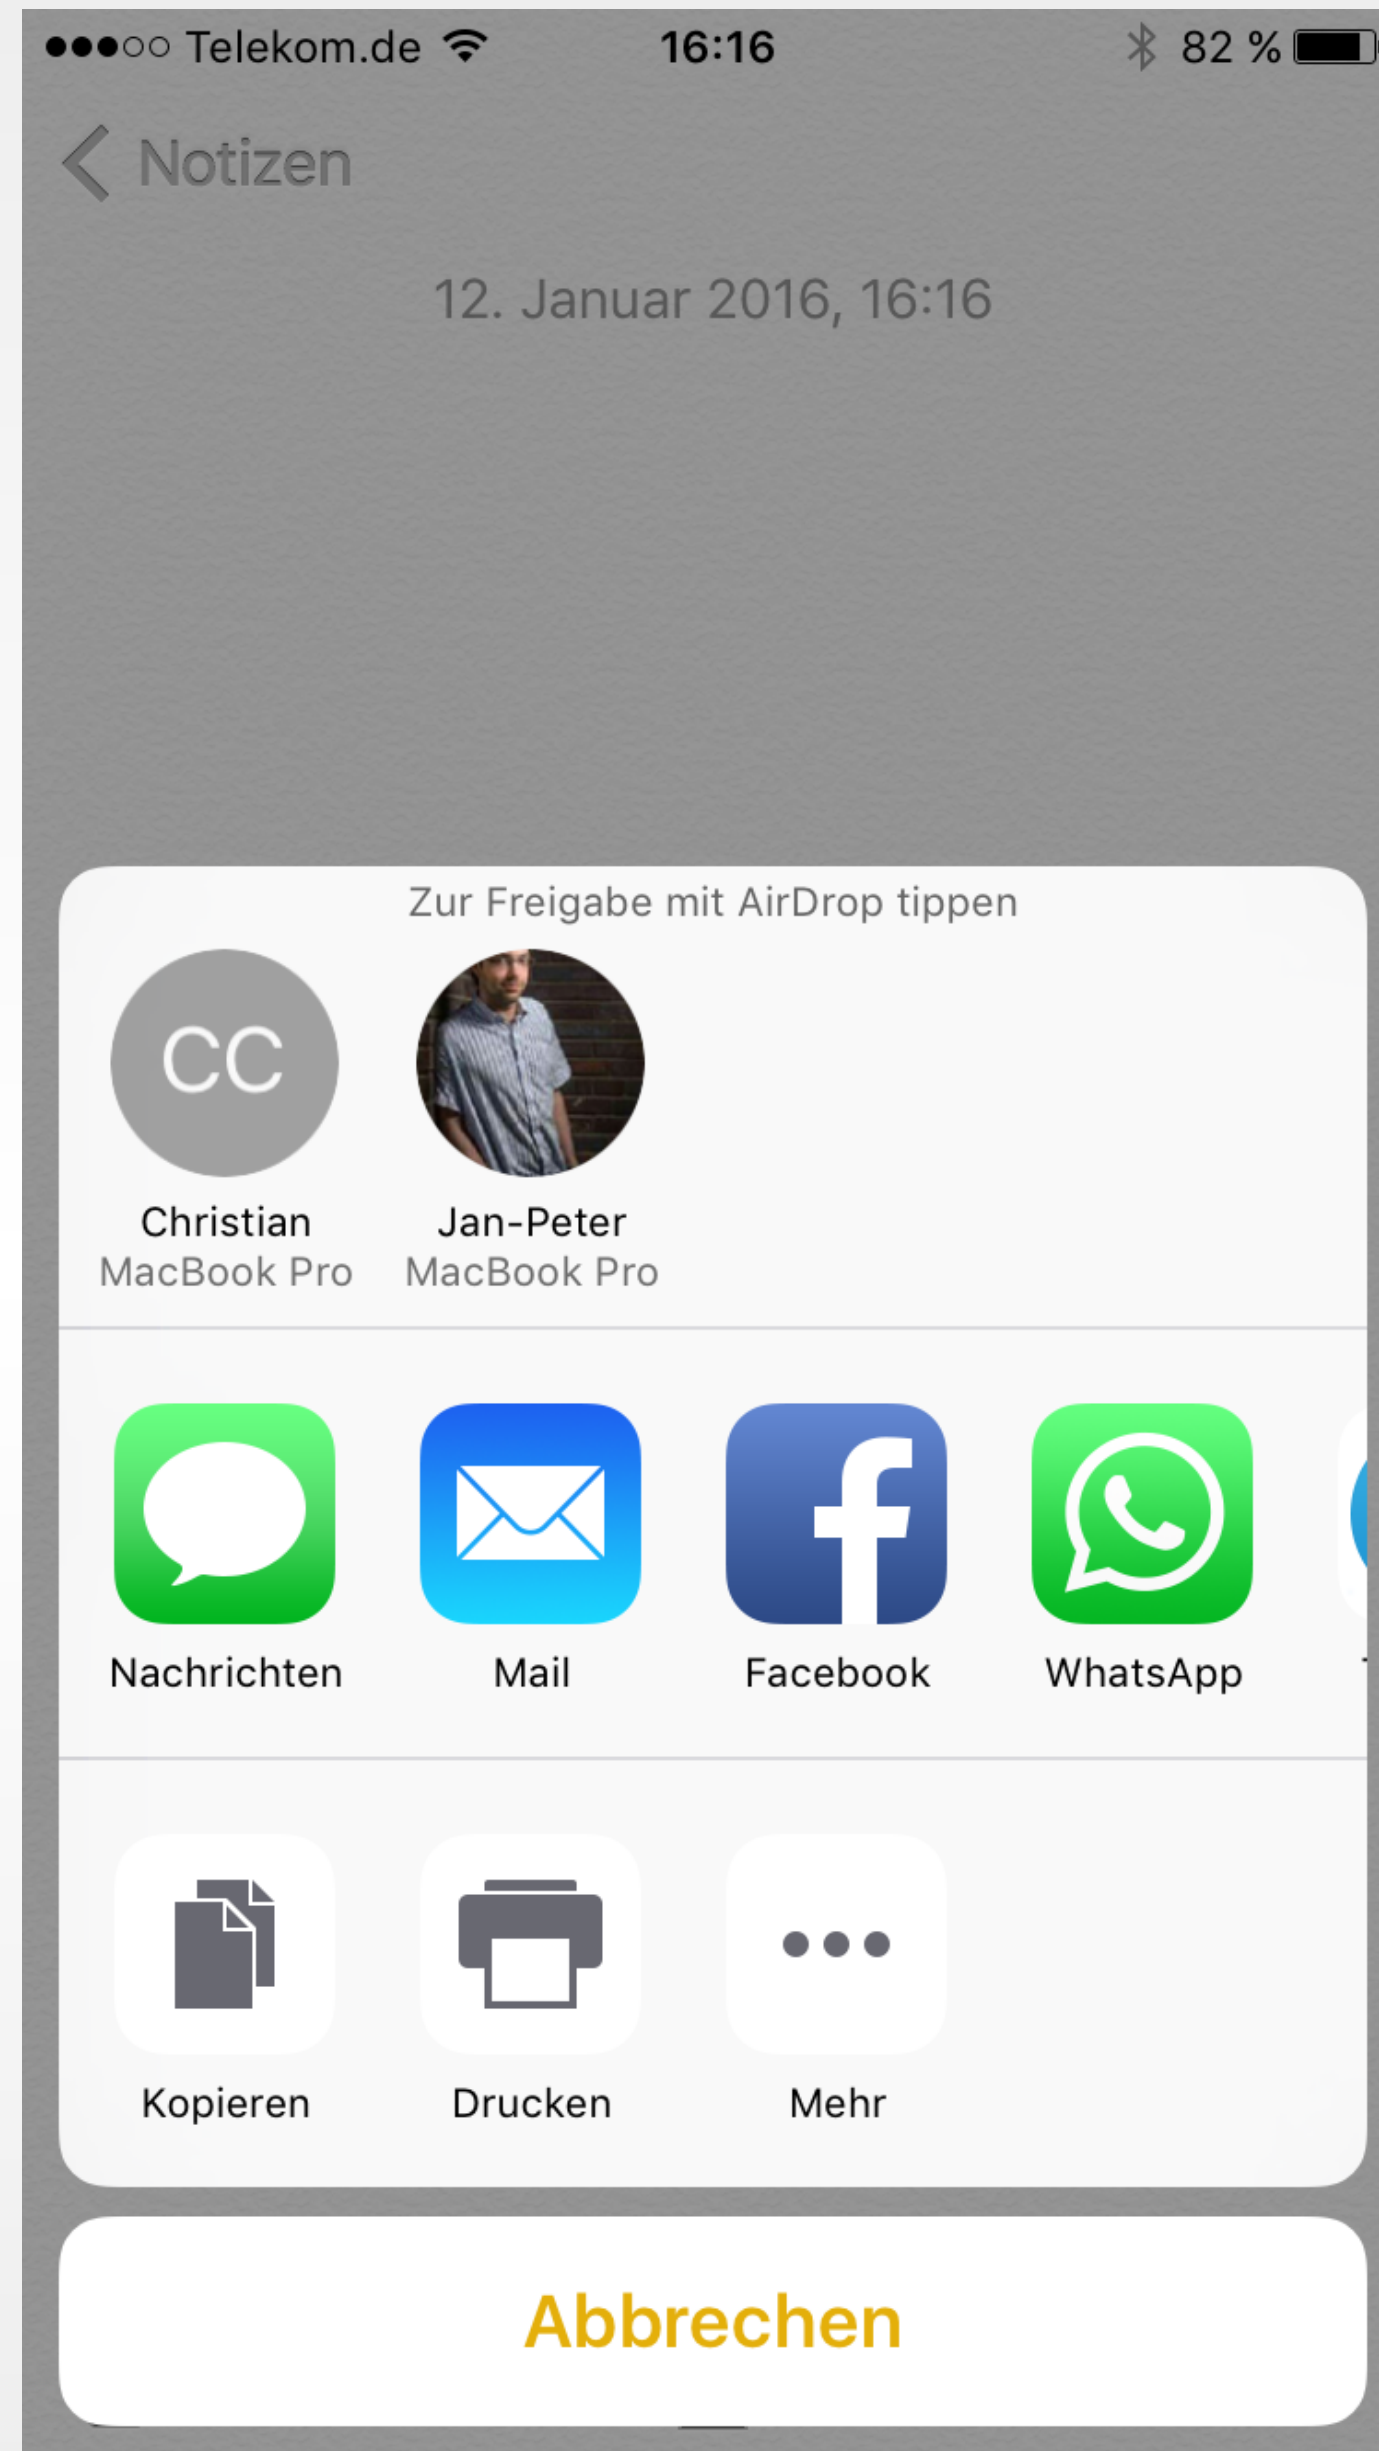 Telekom.de 16:16 82 %
Notizen
12. Januar 2016, 16:16
Zur Freigabe mit AirDrop tippen
CC
Christian Jan-Peter
MacBook Pro MacBook Pro
Nachrichten Mail Facebook WhatsApp
Kopieren Drucken Mehr
Abbrechen